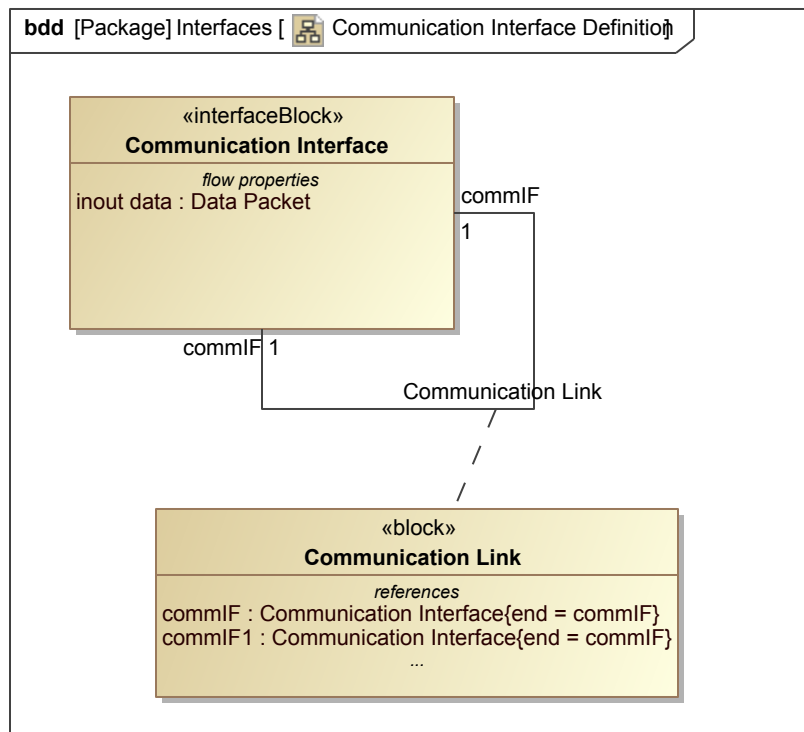 bdd [Package] Interfaces [ Communication Interface Definition]
«interfaceBlock»
Communication Interface
flow properties
inout data : Data Packet
commIF
1
commIF 1
Communication Link
«block»
Communication Link
references
commIF : Communication Interface{end = commIF}
commIF1 : Communication Interface{end = commIF}
...